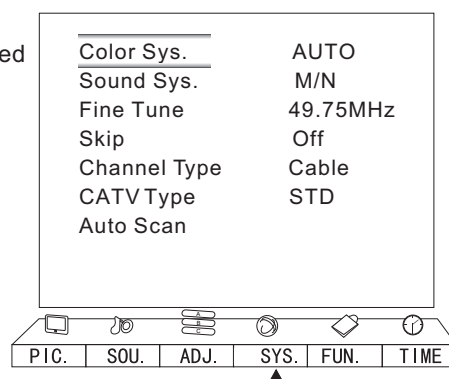 ed
Color Sys. AUTO
Sound Sys. M/N
Fine Tune 49.75MHz
Skip Off
Channel Type Cable
CATV Type STD
Auto Scan
A
B
C
PIC. SOU. ADJ. SYS. FUN. TIME